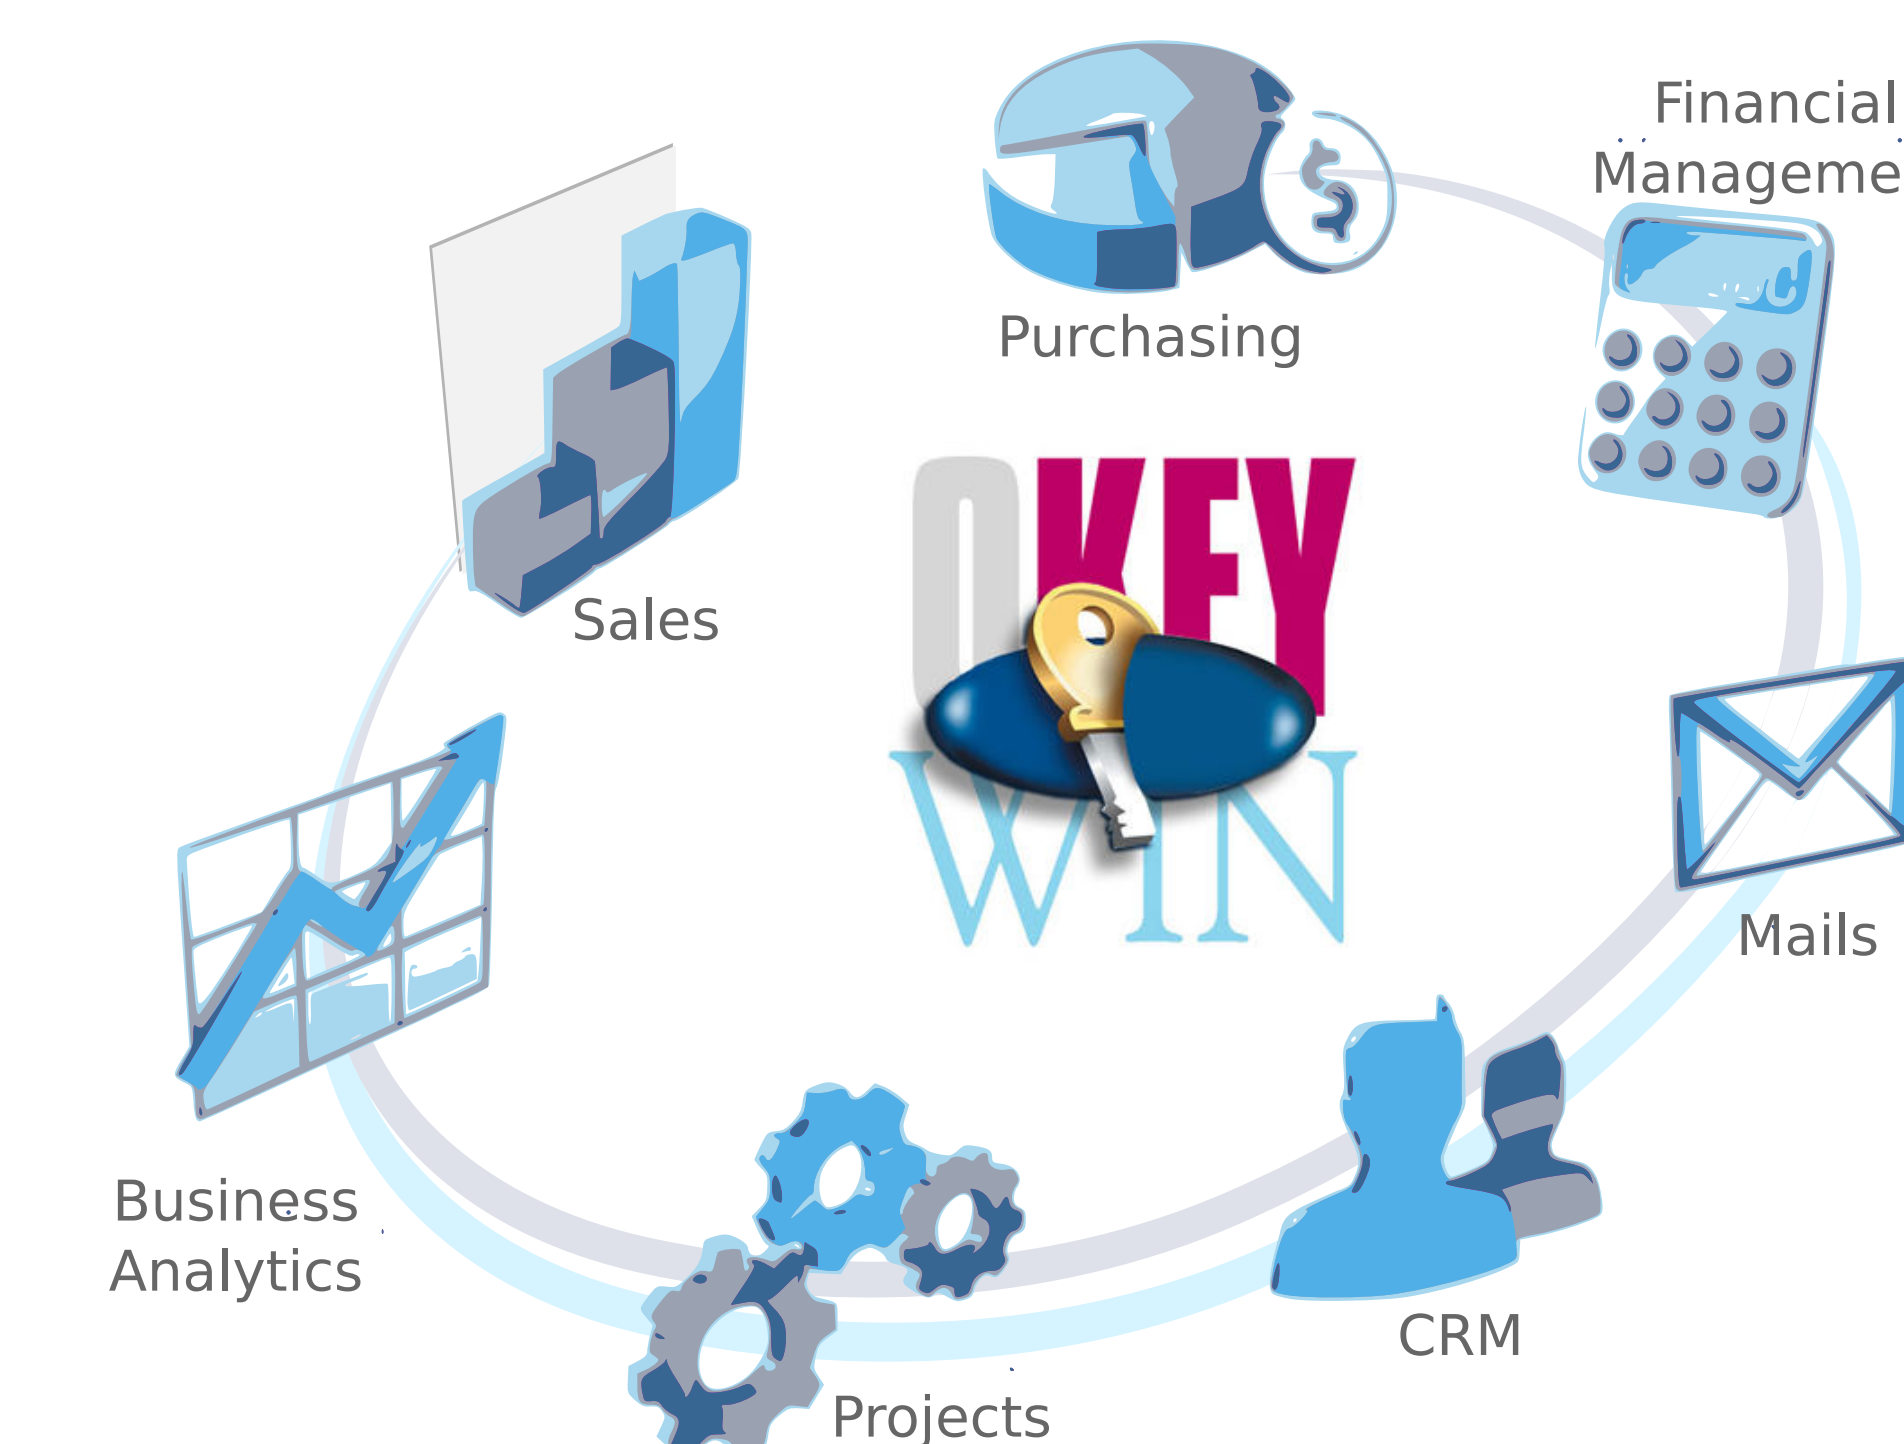 Purchasing
Financial
Manageme
Sales
OKEY
WIN
Mails
Business
Analytics
CRM
Projects